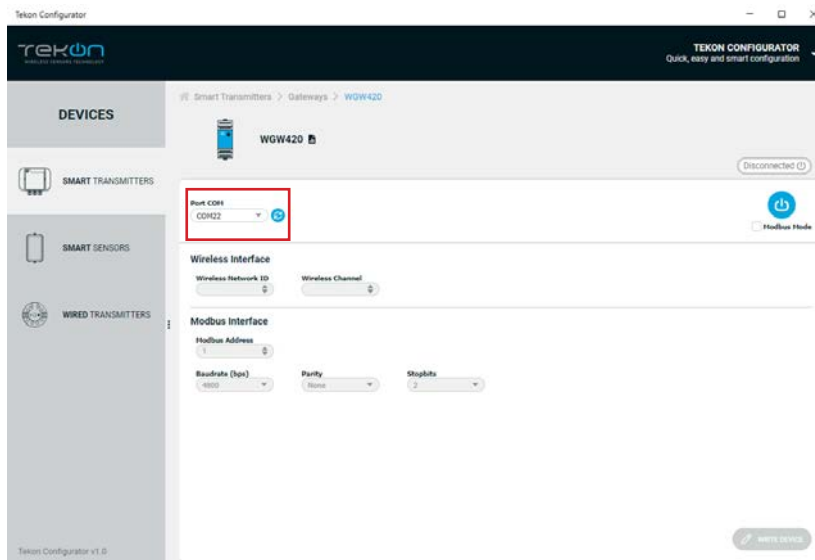 Tekon Configurator
TEKON
WIRELESS SENSORS TECHNOLOGY
TEKON CONFIGURATOR
Quick, easy and smart configuration
DEVICES
SMART TRANSMITTERS
SMART SENSORS
WIRED TRANSMITTERS
Tekon Configurator v1.0
Smart Transmitters > Gateways > WGW420
WGW420
Disconnected
Port COM
COM22
Modbus Mode
Wireless Interface
Wireless Network ID Wireless Channel
Modbus Interface
Modbus Address
1
Baudrate (bps) Parity Stopbits
4800 None 2
WRITE DEVICE